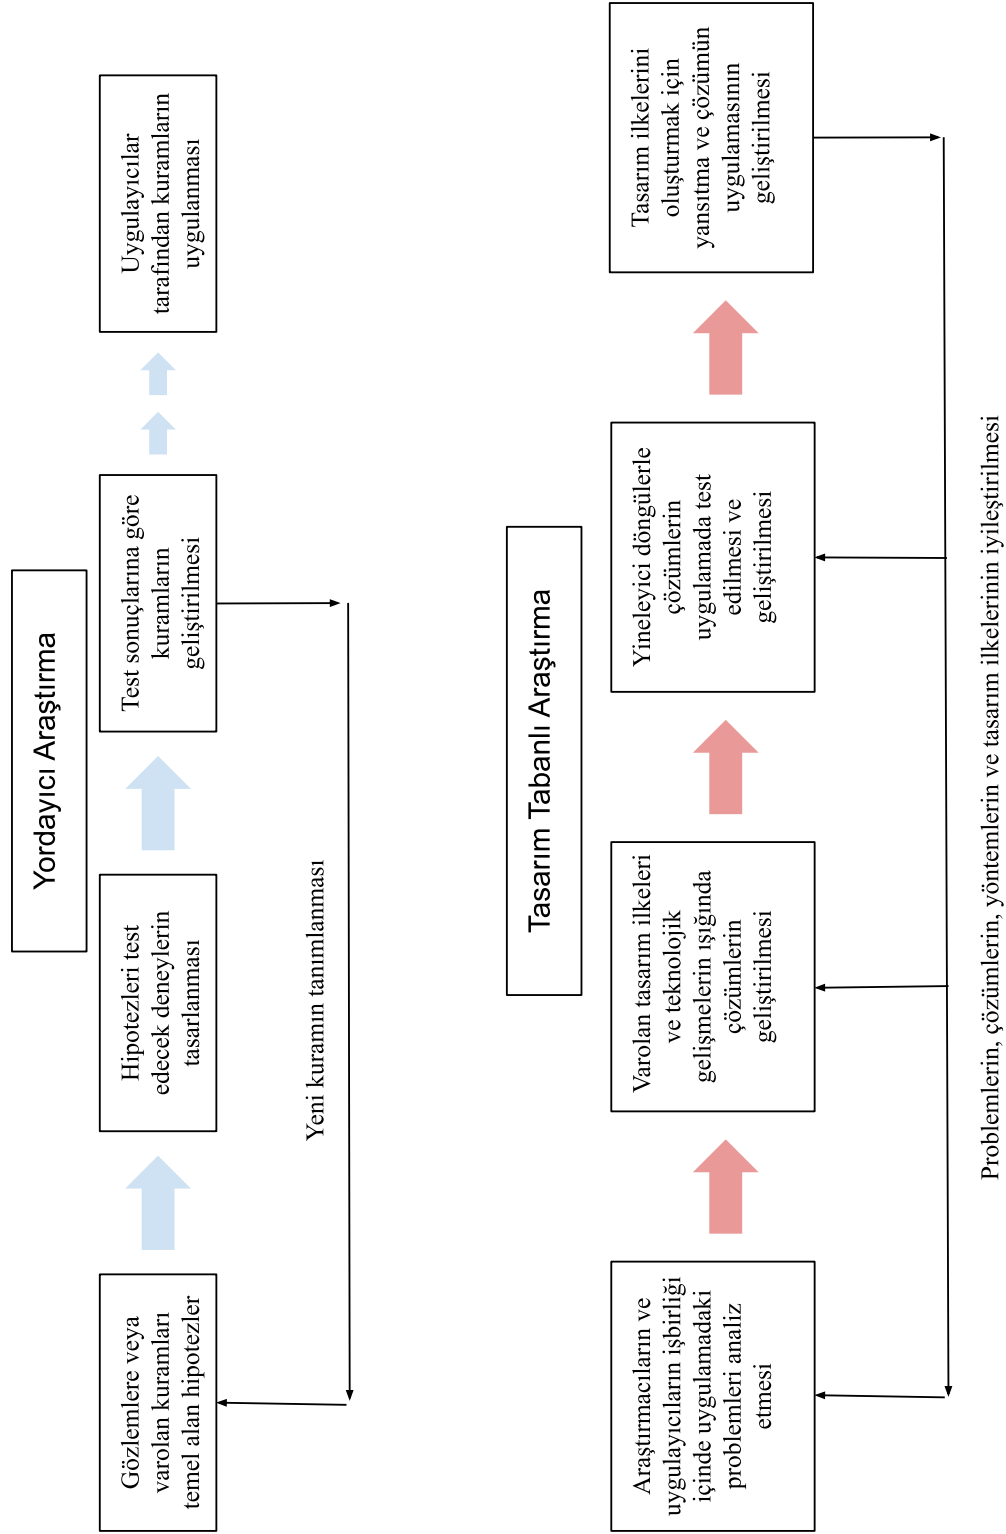 Yordayıcı Araştırma
Gözlemlere veya
varolan kuramları
temel alan hipotezler
Hipotezleri test
edecek deneylerin
tasarlanması
Test sonuçlarına göre
kuramların
geliştirilmesi
Uygulayıcılar
tarafından kuramların
uygulanması
Yeni kuramın tanımlanması
Tasarım Tabanlı Araştırma
Araştırmacıların ve
uygulayıcıların işbirliği
içinde uygulamadaki
problemleri analiz
etmesi
Varolan tasarım ilkeleri
ve teknolojik
gelişmelerin ışığında
çözümlerin
geliştirilmesi
Yineleyici döngülerle
çözümlerin
uygulamada test
edilmesi ve
geliştirilmesi
Tasarım ilkelerini
oluşturmak için
yansıtma ve çözümün
uygulamasının
geliştirilmesi
Problemlerin, çözümlerin, yöntemlerin ve tasarım ilkelerinin iyileştirilmesi